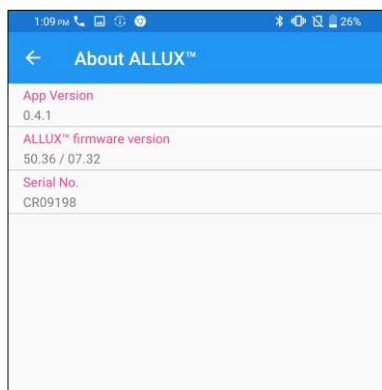 1:09 PM 26%
About ALLUX™
App Version
0.4.1
ALLUX™ firmware version
50.36 / 07.32
Serial No.
CR09198